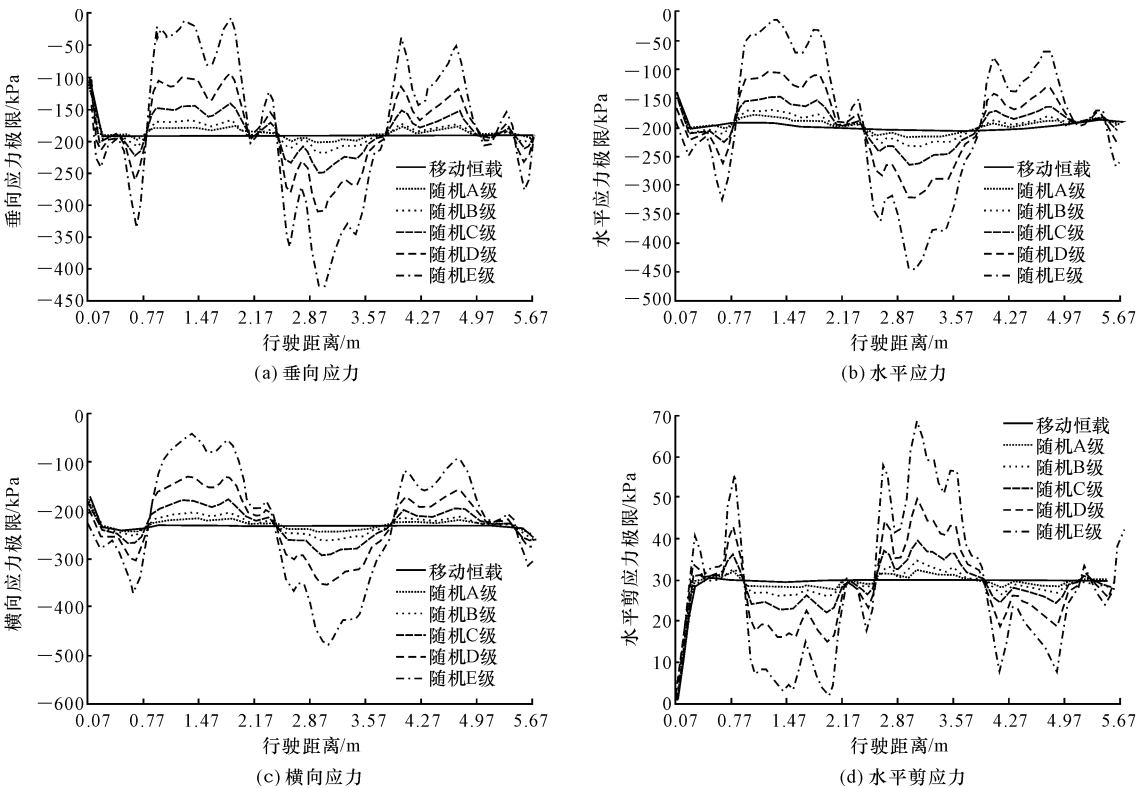 0
−50
−100
−150
−200
−250
−300
−350
−400
−450
垂向应力极限/kPa
移动恒载
随机A级
随机B级
随机C级
随机D级
随机E级
0.07 0.77 1.47 2.17 2.87 3.57 4.27 4.97 5.67
行驶距离/m
(a) 垂向应力
0
−50
−100
−150
−200
−250
−300
−350
−400
−450
−500
水平应力极限/kPa
移动恒载
随机A级
随机B级
随机C级
随机D级
随机E级
0.07 0.77 1.47 2.17 2.87 3.57 4.27 4.97 5.67
行驶距离/m
(b) 水平应力
0
−100
−200
−300
−400
−500
−600
横向应力极限/kPa
移动恒载
随机A级
随机B级
随机C级
随机D级
随机E级
0.07 0.77 1.47 2.17 2.87 3.57 4.27 4.97 5.67
行驶距离/m
(c) 横向应力
70
60
50
40
30
20
10
0
水平剪应力极限/kPa
移动恒载
随机A级
随机B级
随机C级
随机D级
随机E级
0.07 0.77 1.47 2.17 2.87 3.57 4.27 4.97 5.67
行驶距离/m
(d) 水平剪应力